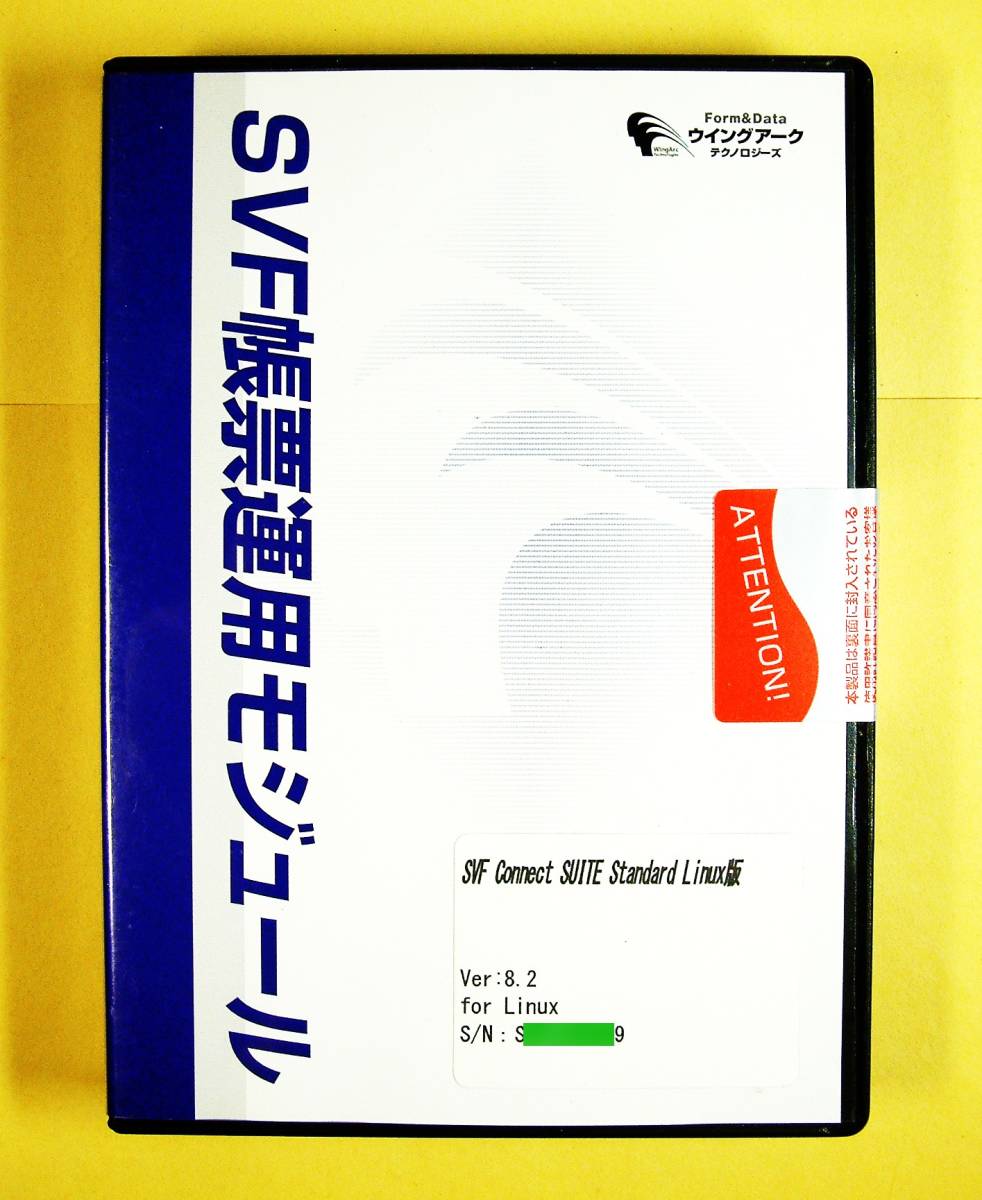 Form&Data
ウイングアーク
テクノロジーズ
WingArc
Technologies
SVF帳票運用モジュール
ATTENTION!
本製品は裏面に封入されている
SVF Connect SUITE Standard Linux版
Ver:8.2
for Linux
S/N:S
9